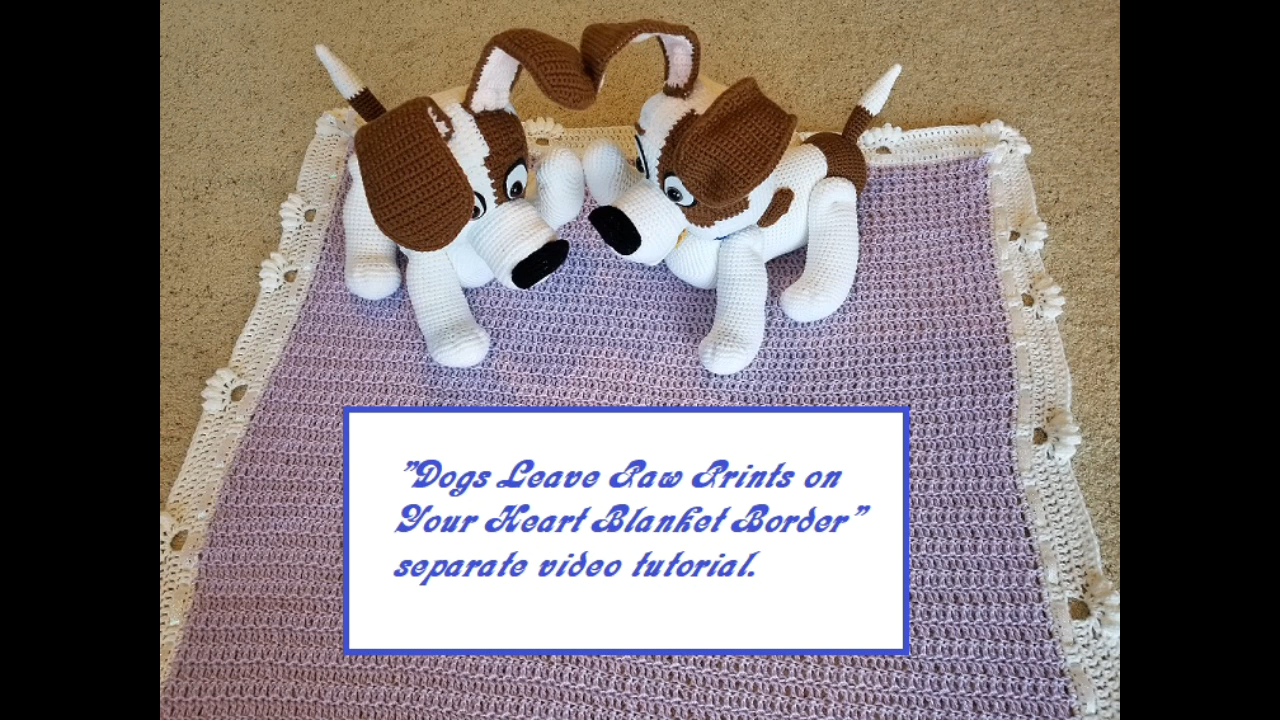 "Dogs Leave Paw Prints on
Your Heart Blanket Border"
separate video tutorial.